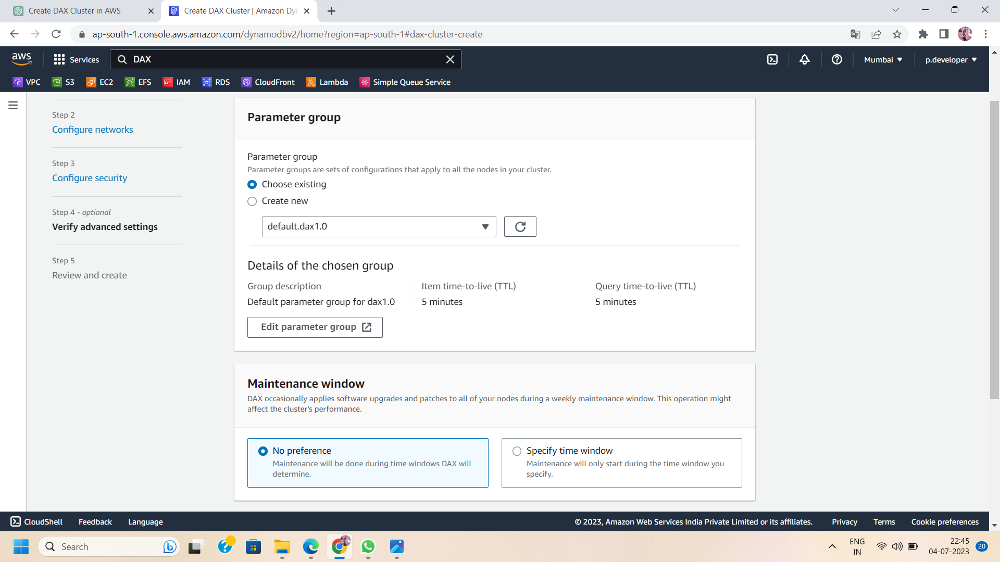 Create DAX Cluster in AWS
Create DAX Cluster | Amazon Dy
ap-south-1.console.aws.amazon.com/dynamodbv2/home?region=ap-south-1#dax-cluster-create
aws
Services
DAX
Mumbai
p.developer
VPC
S3
EC2
EFS
IAM
RDS
CloudFront
Lambda
Simple Queue Service
Step 2
Configure networks
Step 3
Configure security
Step 4 - optional
Verify advanced settings
Step 5
Review and create
Parameter group
Parameter group
Parameter groups are sets of configurations that apply to all the nodes in your cluster.
Choose existing
Create new
default.dax1.0
Details of the chosen group
Group description
Default parameter group for dax1.0
Item time-to-live (TTL)
5 minutes
Query time-to-live (TTL)
5 minutes
Edit parameter group
Maintenance window
DAX occasionally applies software upgrades and patches to all of your nodes during a weekly maintenance window. This operation might
affect the cluster's performance.
No preference
Maintenance will be done during time windows DAX will
determine.
Specify time window
Maintenance will only start during the time window you
specify.
CloudShell
Feedback
Language
© 2023, Amazon Web Services India Private Limited or its affiliates.
Privacy
Terms
Cookie preferences
Search
ENG
IN
22:45
04-07-2023
20